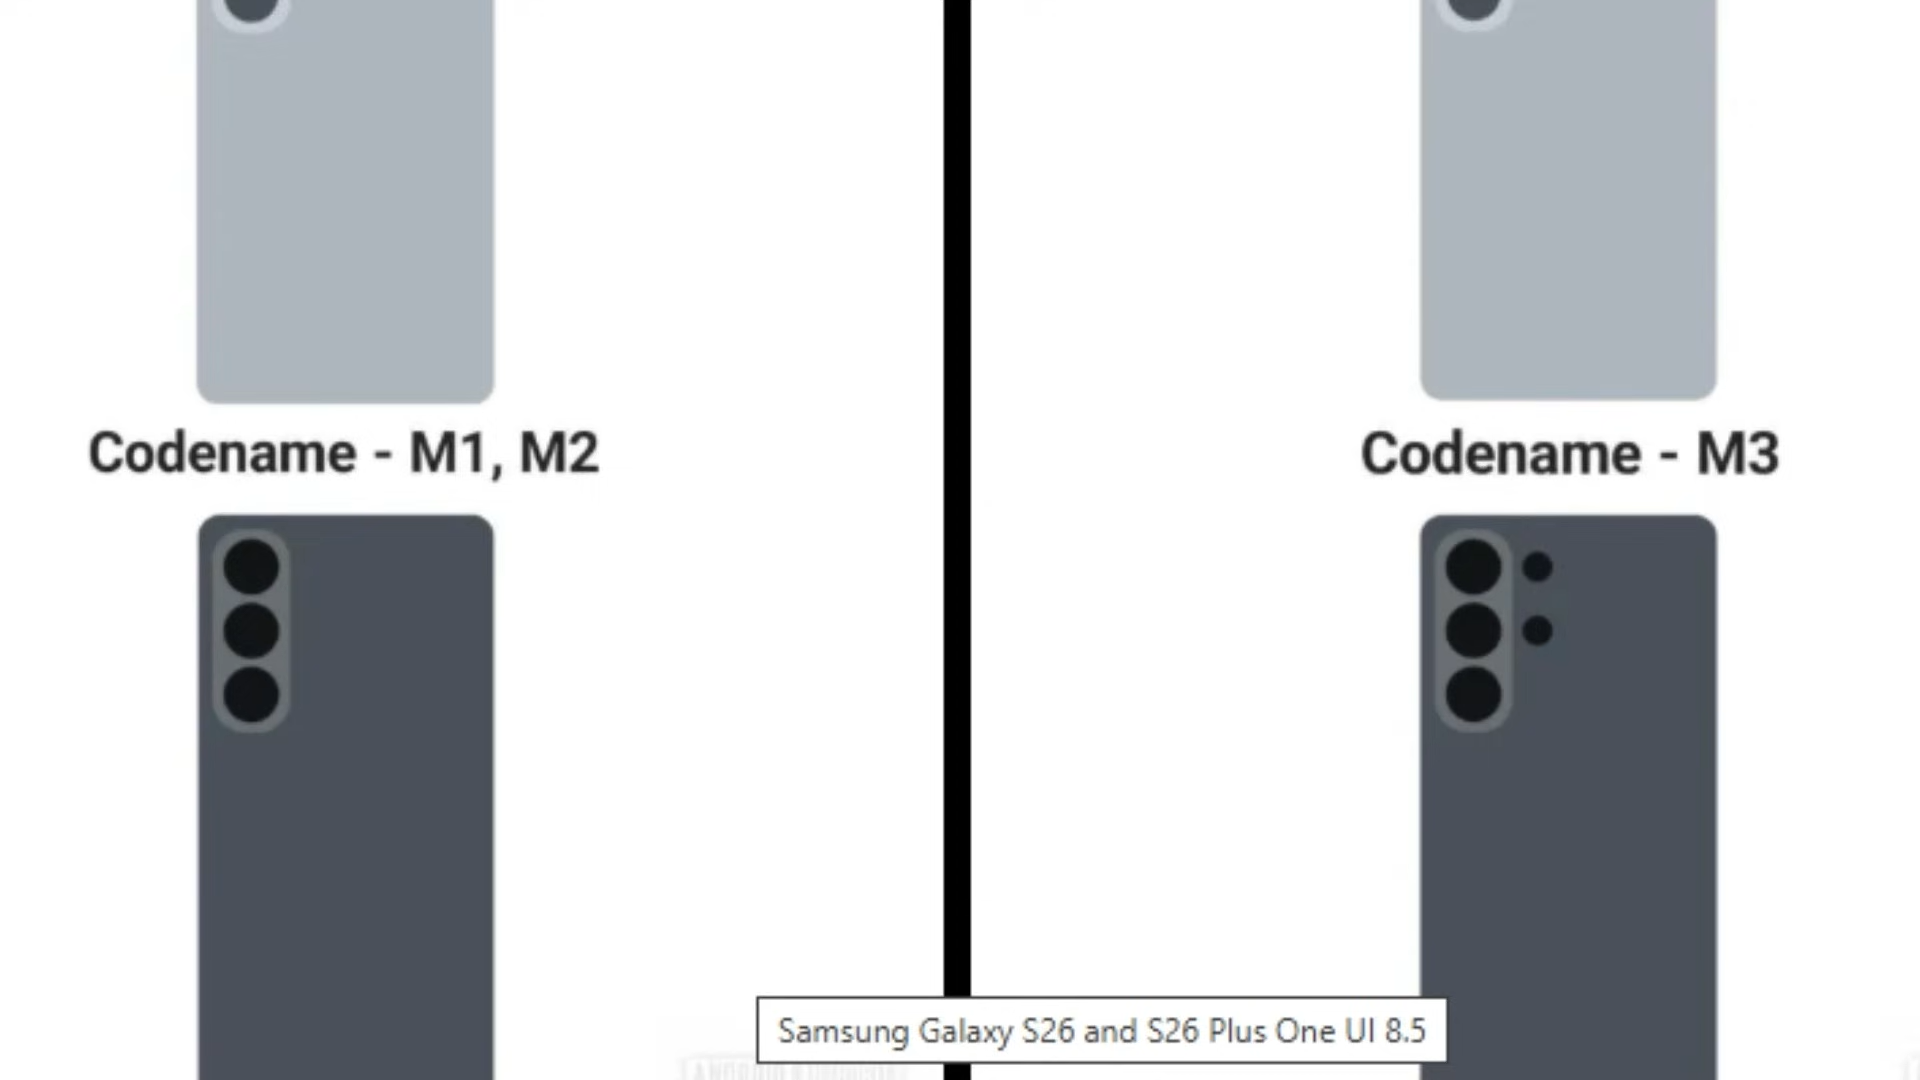 Codename - M1, M2
Codename - M3
Samsung Galaxy S26 and S26 Plus One UI 8.5